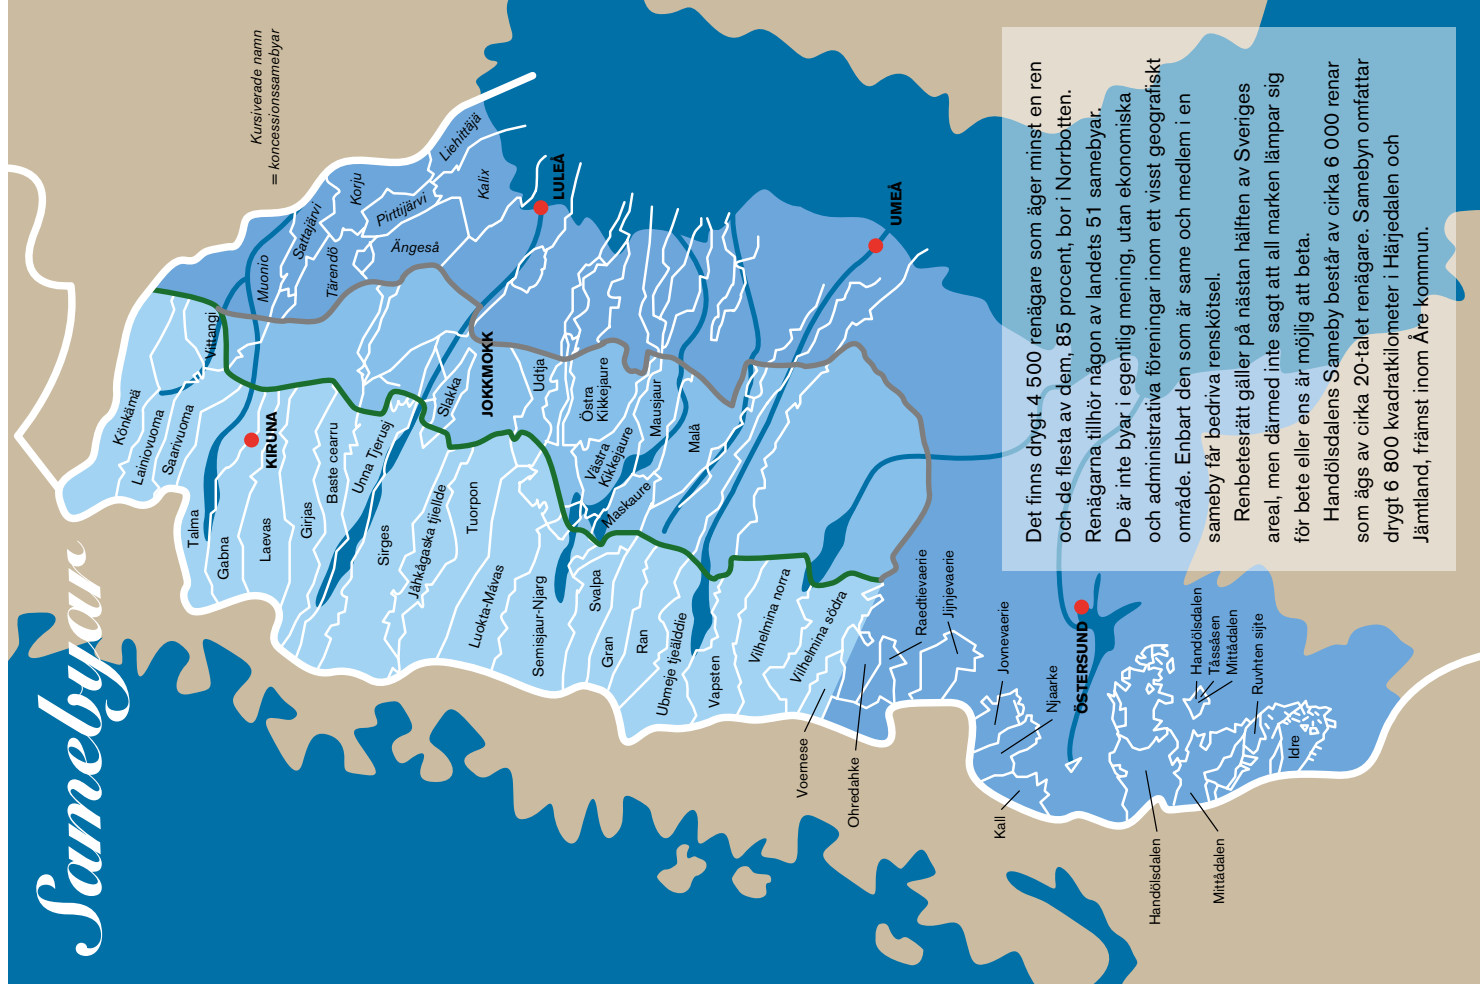 Samebyar
Kursiverade namn
= koncessionssamebyar
Könkämä
Lainiovuoma
Saarivuoma
Vittangi
Muonio
Sattajärvi
Korju
Tärendö
Pirttijärvi
Ängeså
Kalix
Liehittäjä
Talma
Gabna
Laevas
Girjas
Baste cearru
Unna Tjerusj
Sirges
Jåhkågaska tjiellde
Tuorpon
Luokta-Mávas
Semisjaur-Njarg
Svalpa
Gran
Ran
Ubmeje tjeälddie
Vapsten
Vilhelmina norra
Vilhelmina södra
KIRUNA
JOKKMOKK
LULEÅ
UMEÅ
ÖSTERSUND
Slakka
Udtja
Östra
Kikkejaure
Västra
Kikkejaure
Mausjaur
Maskaure
Malå
Voernese
Ohredahke
Raedtievaerie
Jijnjevaerie
Jovnevaerie
Njaarke
Kall
Handölsdalen
Mittådalen
Handölsdalen
Tåssåsen
Mittådalen
Ruvhten sijte
Idre
Det finns drygt 4 500 renägare som äger minst en ren
och de flesta av dem, 85 procent, bor i Norrbotten.
Renägarna tillhör någon av landets 51 samebyar.
De är inte byar i egentlig mening, utan ekonomiska
och administrativa föreningar inom ett visst geografiskt
område. Enbart den som är same och medlem i en
sameby får bedriva renskötsel.
Renbetesrätt gäller på nästan hälften av Sveriges
areal, men därmed inte sagt att all marken lämpar sig
för bete eller ens är möjlig att beta.
Handölsdalens Sameby består av cirka 6 000 renar
som ägs av cirka 20-talet renägare. Samebyn omfattar
drygt 6 800 kvadratkilometer i Härjedalen och
Jämtland, främst inom Åre kommun.